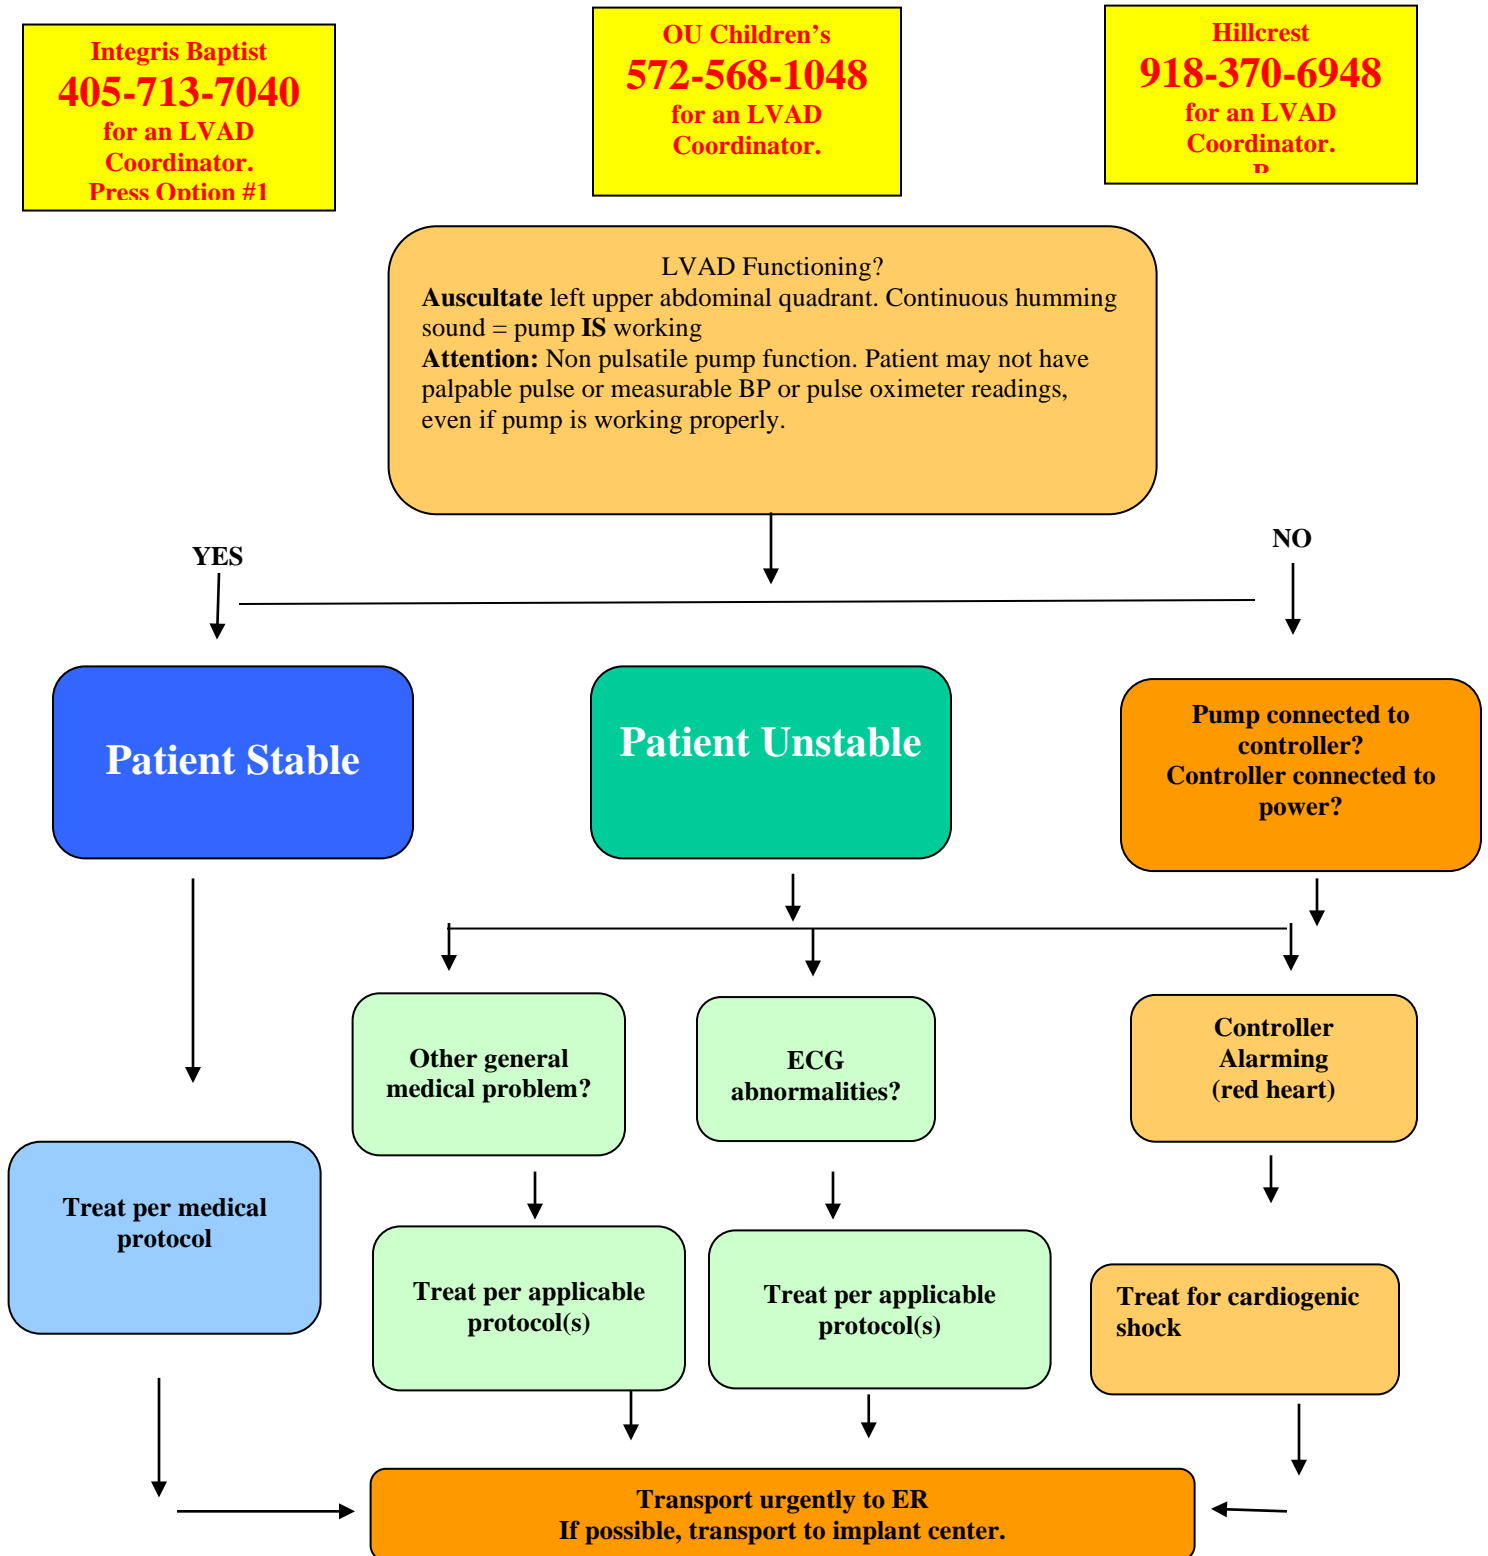 Integris Baptist
405-713-7040
for an LVAD
Coordinator.
Press Option #1
OU Children’s
572-568-1048
for an LVAD
Coordinator.
Hillcrest
918-370-6948
for an LVAD
Coordinator.
LVAD Functioning?
Auscultate left upper abdominal quadrant. Continuous humming
sound = pump IS working
Attention: Non pulsatile pump function. Patient may not have
palpable pulse or measurable BP or pulse oximeter readings,
even if pump is working properly.
YES
NO
Patient Stable
Patient Unstable
Pump connected to
controller?
Controller connected to
power?
Other general
medical problem?
ECG
abnormalities?
Controller
Alarming
(red heart)
Treat per medical
protocol
Treat per applicable
protocol(s)
Treat per applicable
protocol(s)
Treat for cardiogenic
shock
Transport urgently to ER
If possible, transport to implant center.